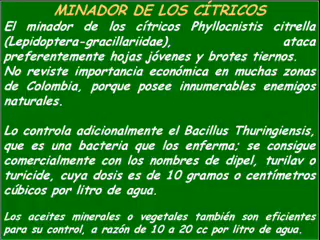 MINADOR DE LOS CÍTRICOS
El minador de los cítricos Phyllocnistis citrella
(Lepidoptera-gracillariidae), ataca
preferentemente hojas jóvenes y brotes tiernos.
No reviste importancia económica en muchas zonas
de Colombia, porque posee innumerables enemigos
naturales.
Lo controla adicionalmente el Bacillus Thuringiensis,
que es una bacteria que los enferma; se consigue
comercialmente con los nombres de dipel, turilav o
turicide, cuya dosis es de 10 gramos o centímetros
cúbicos por litro de agua.
Los aceites minerales o vegetales también son eficientes
para su control, a razón de 10 a 20 cc por litro de agua.